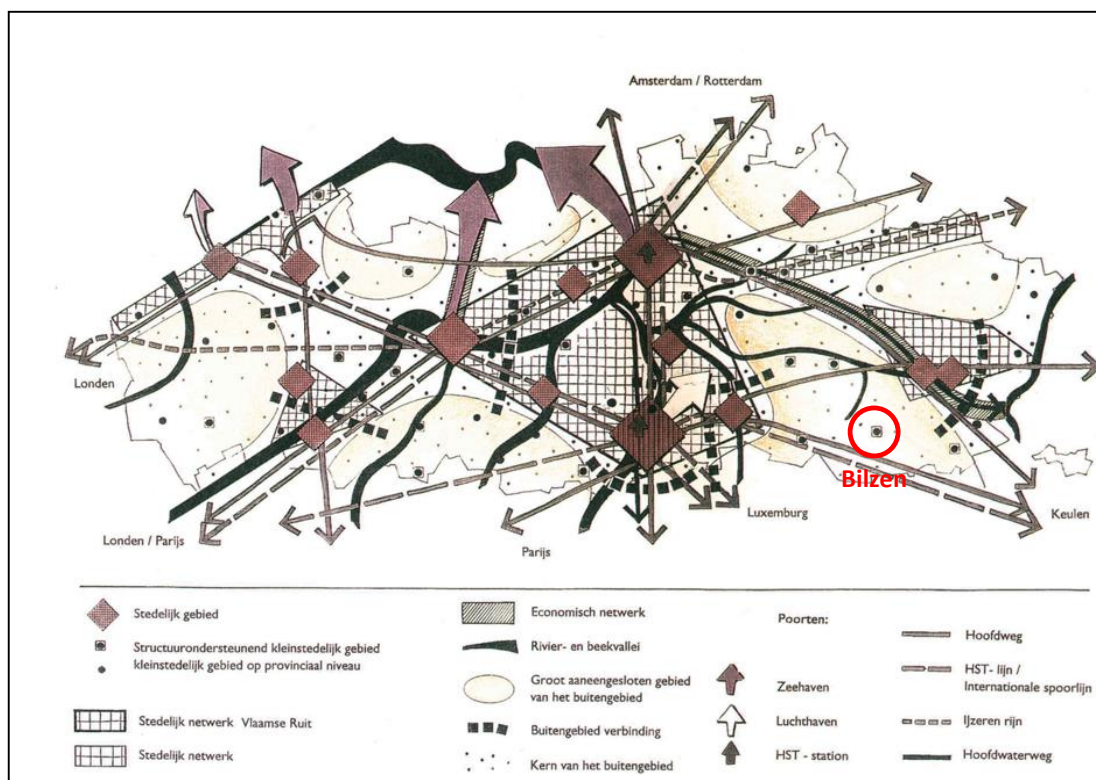 Amsterdam / Rotterdam
Londen
Bilzen
Luxemburg
Keulen
Londen / Parijs
Parijs
Stedelijk gebied
Structuurondersteunend kleinstedelijk gebied
kleinstedelijk gebied op provinciaal niveau
Stedelijk netwerk Vlaamse Ruit
Stedelijk netwerk
Economisch netwerk
Rivier- en beekvallei
Groot aaneengesloten gebied
van het buitengebied
Buitengebied verbinding
Kern van het buitengebied
Poorten:
Zeehaven
Luchthaven
HST - station
Hoofdweg
HST- lijn /
Internationale spoorlijn
IJzeren rijn
Hoofdwaterweg